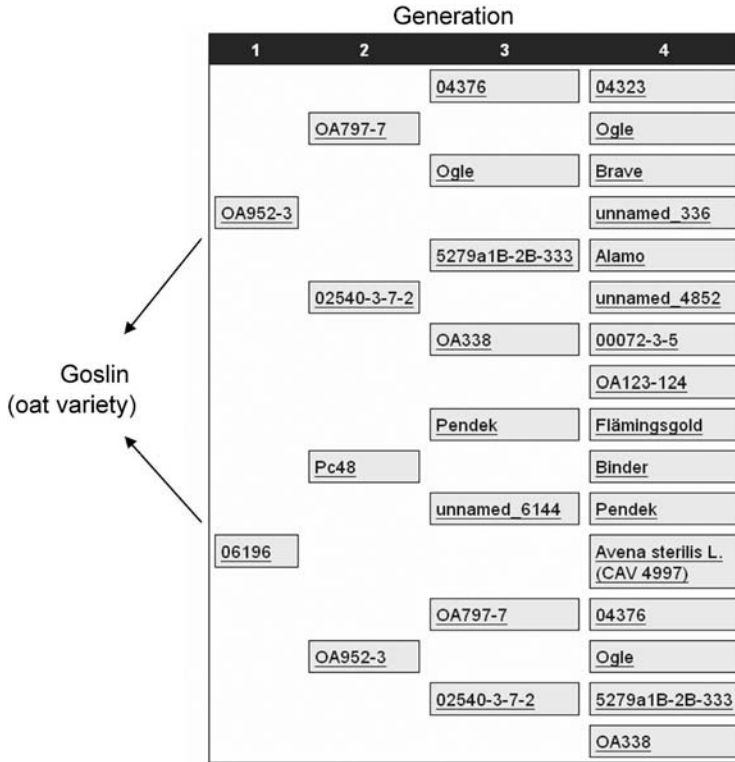 Generation
1 2 3 4
04376 04323
OA797-7 Ogle
Ogle Brave
OA952-3 unnamed_336
5279a1B-2B-333 Alamo
02540-3-7-2 unnamed_4852
OA338 00072-3-5
OA123-124
Goslin
(oat variety)
Pendek Flämingsgold
Pc48 Binder
unnamed_6144 Pendek
06196 Avena sterilis L.
(CAV 4997)
OA797-7 04376
OA952-3 Ogle
02540-3-7-2 5279a1B-2B-333
OA338